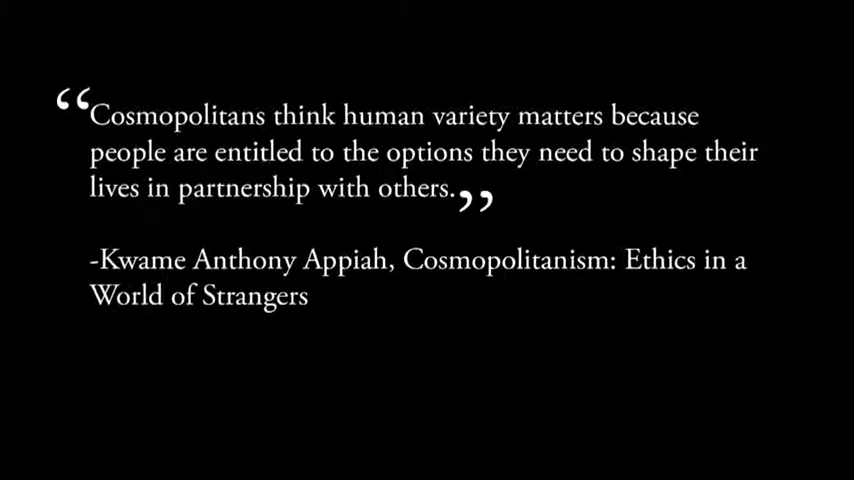 “Cosmopolitans think human variety matters because
people are entitled to the options they need to shape their
lives in partnership with others.”
-Kwame Anthony Appiah, Cosmopolitanism: Ethics in a
World of Strangers